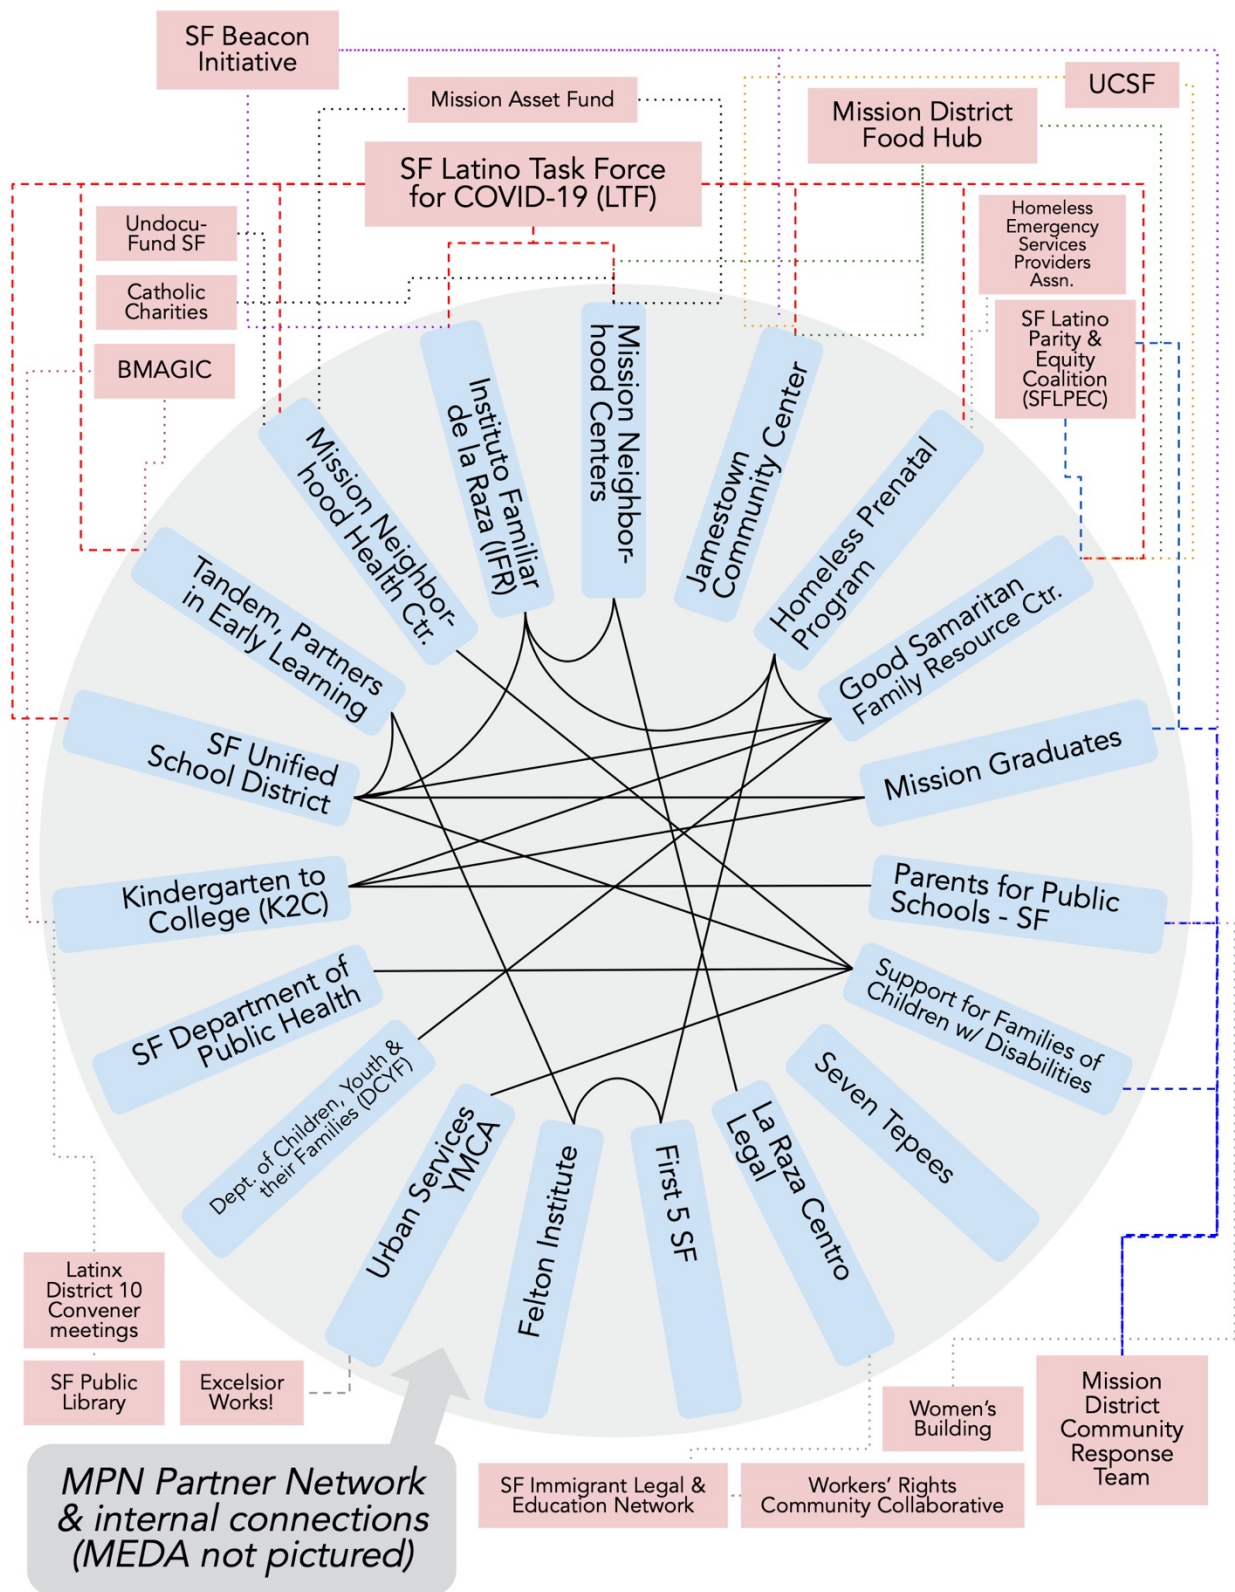 SF Beacon
Initiative
Mission Asset Fund
UCSF
Mission District
Food Hub
SF Latino Task Force
for COVID-19 (LTF)
Undocu-
Fund SF
Homeless
Emergency
Services
Providers
Assn.
Catholic
Charities
SF Latino
Parity &
Equity
Coalition
(SFLPEC)
BMAGIC
Mission Neighbor-
hood Health Ctr.
Instituto Familiar
de la Raza (IFR)
Mission Neighbor-
hood Centers
Jamestown
Community Center
Homeless Prenatal
Program
Good Samaritan
Family Resource Ctr.
Mission Graduates
Parents for Public
Schools - SF
Support for Families of
Children w/ Disabilities
Seven Tepees
La Raza Centro
Legal
First 5 SF
Felton Institute
Urban Services
YMCA
Dept. of Children, Youth &
their Families (DCYF)
SF Department of
Public Health
Kindergarten to
College (K2C)
SF Unified
School District
Tandem, Partners
in Early Learning
Latinx
District 10
Convener
meetings
SF Public
Library
Excelsior
Works!
Women's
Building
Mission
District
Community
Response
Team
SF Immigrant Legal &
Education Network
Workers' Rights
Community Collaborative
MPN Partner Network
& internal connections
(MEDA not pictured)